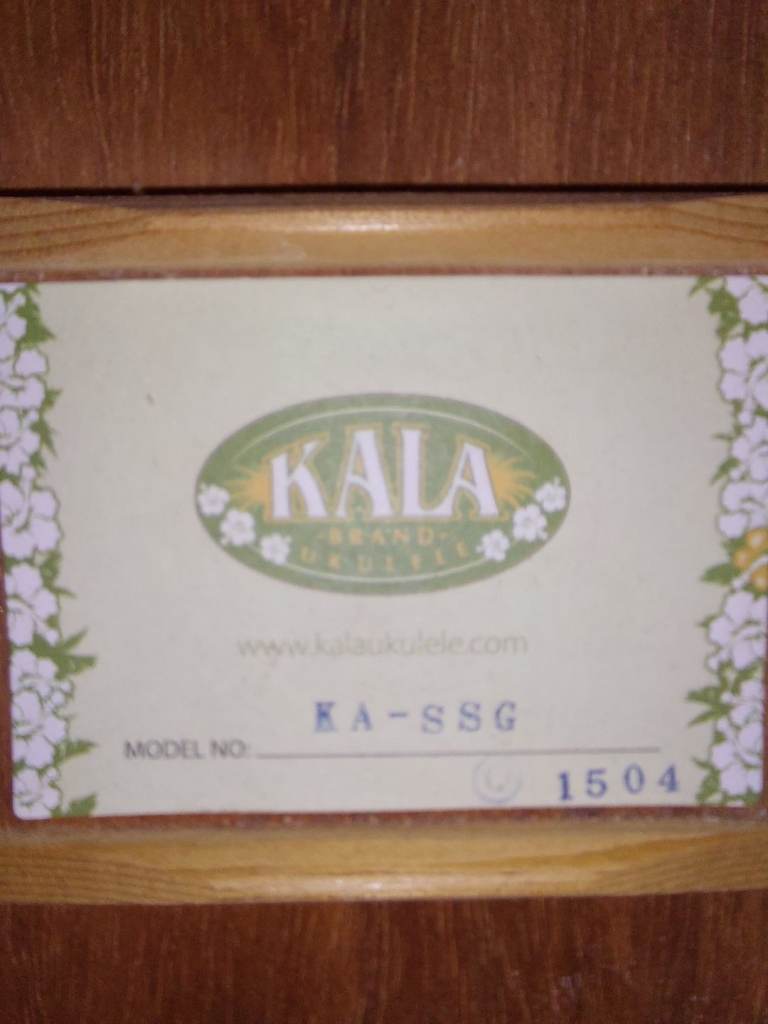 KALA
·BRAND·
UKULELE
www.kalaukulele.com
KA-SSG
MODEL NO:
1504